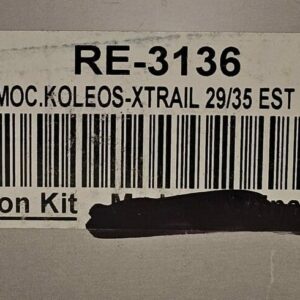 RE-3136
MOC.KOLEOS-XTRAIL 29/35 EST
on Kit